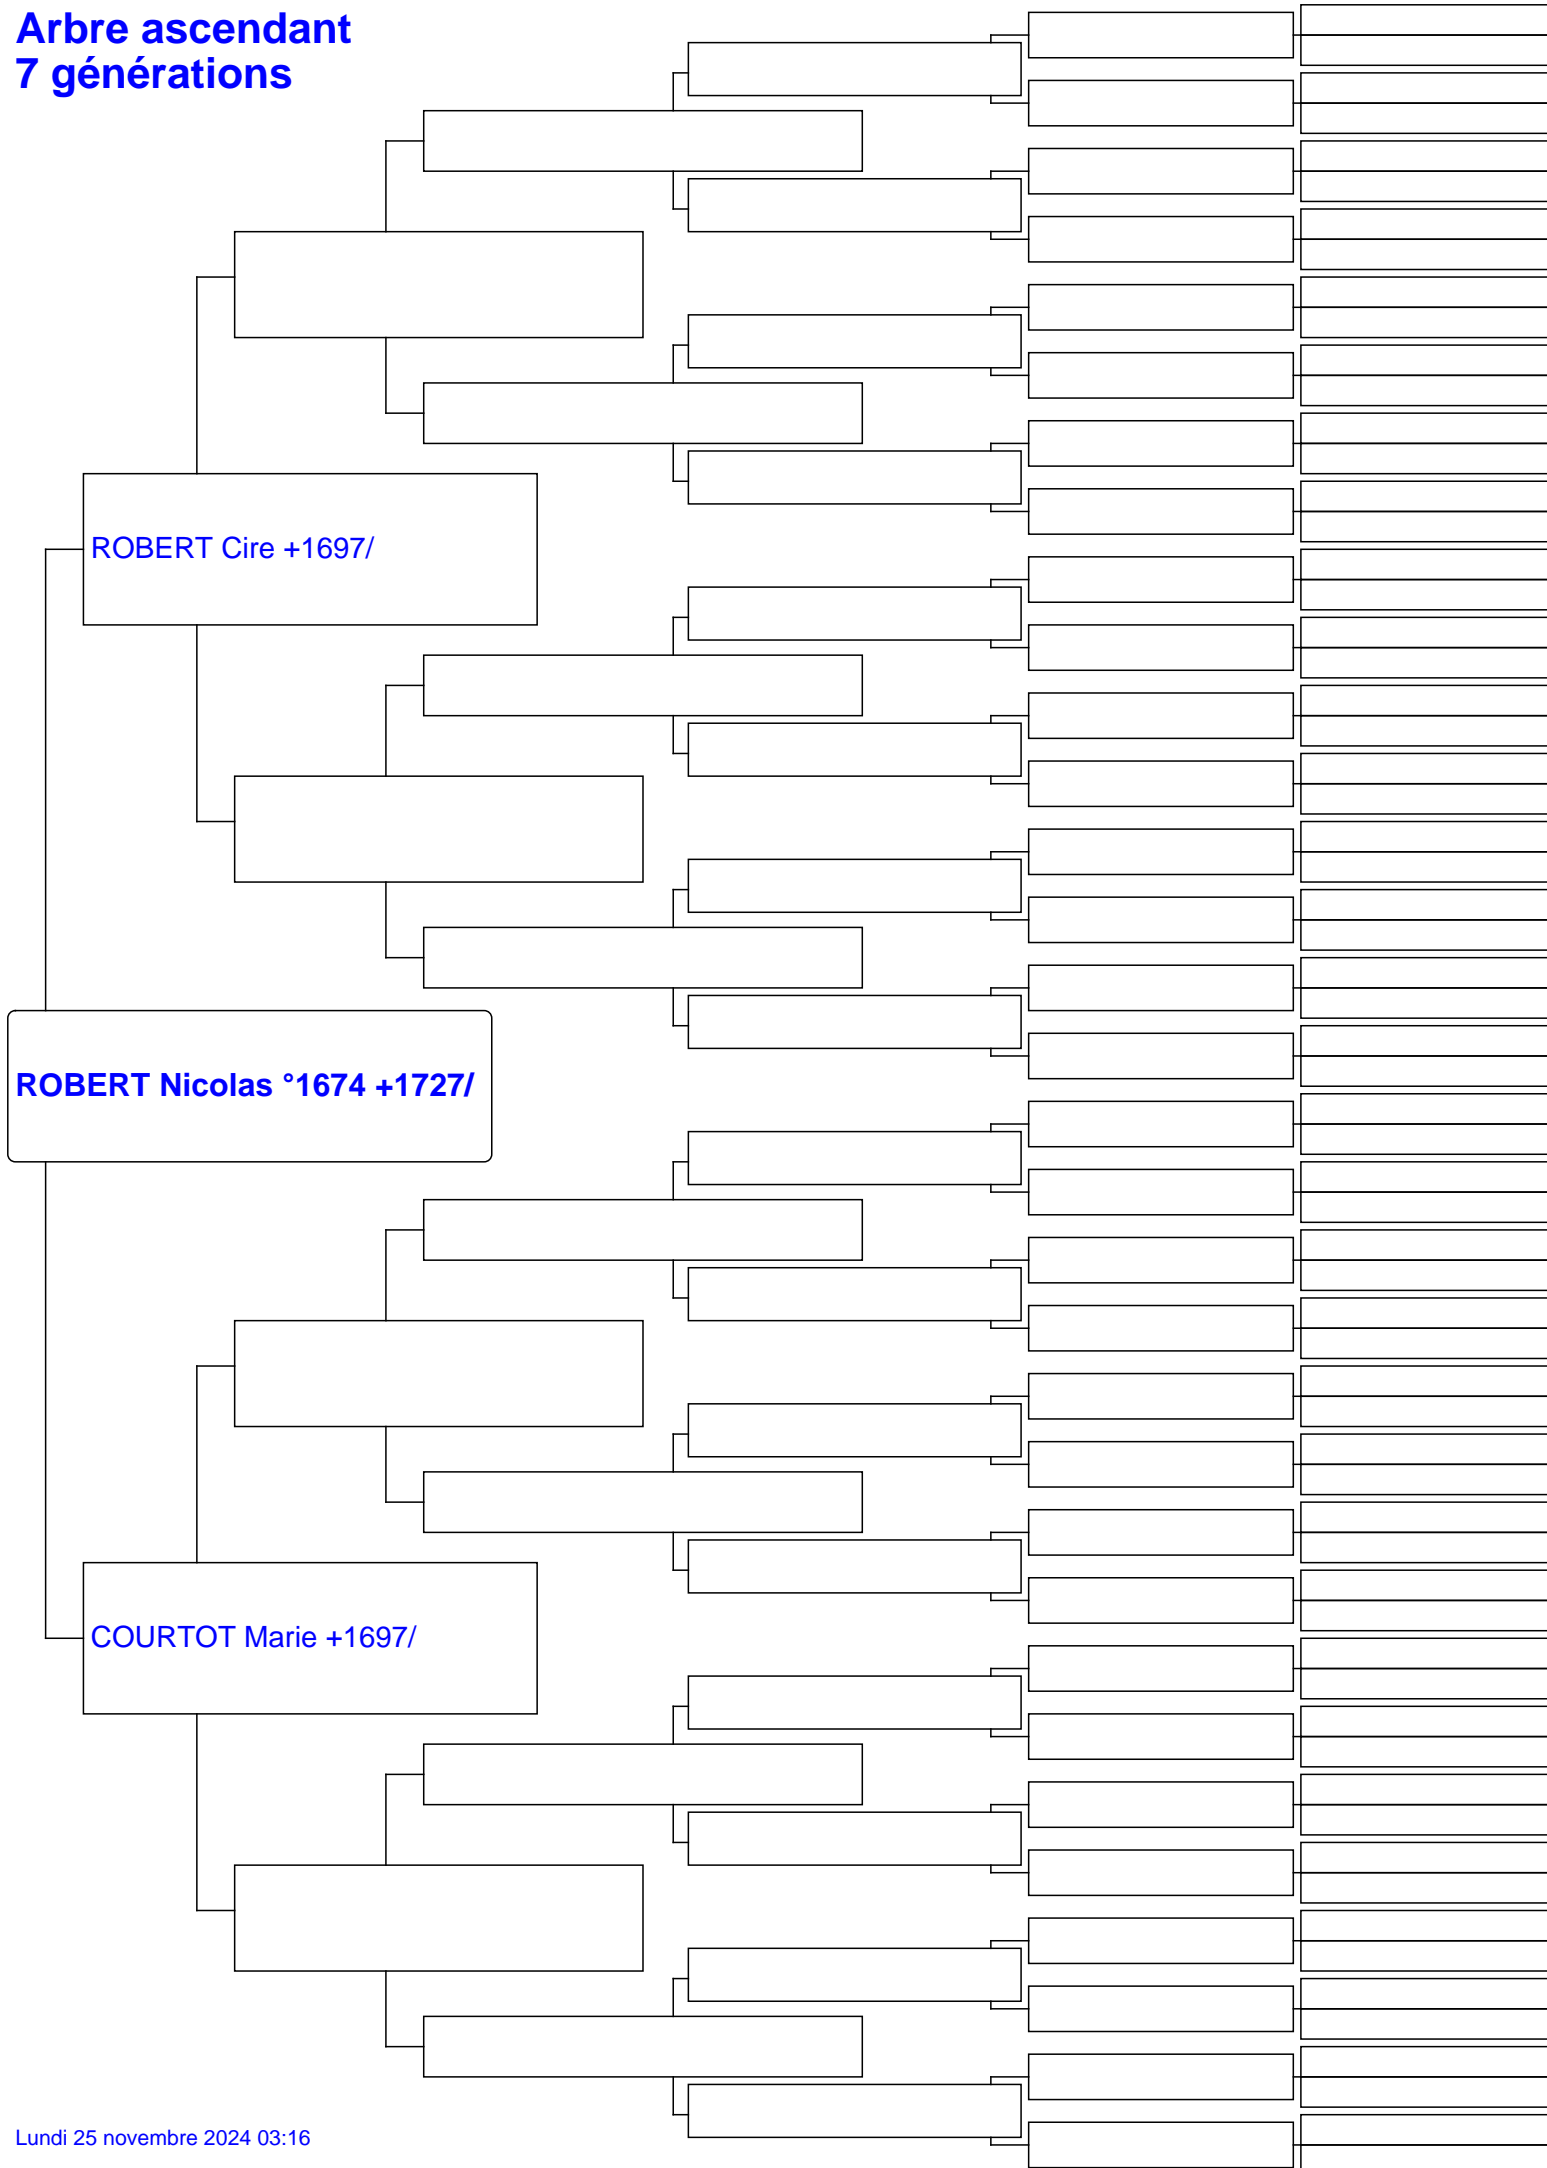 Arbre ascendant
7 générations
ROBERT Cire +1697/
ROBERT Nicolas °1674 +1727/
COURTOT Marie +1697/
Lundi 25 novembre 2024 03:16